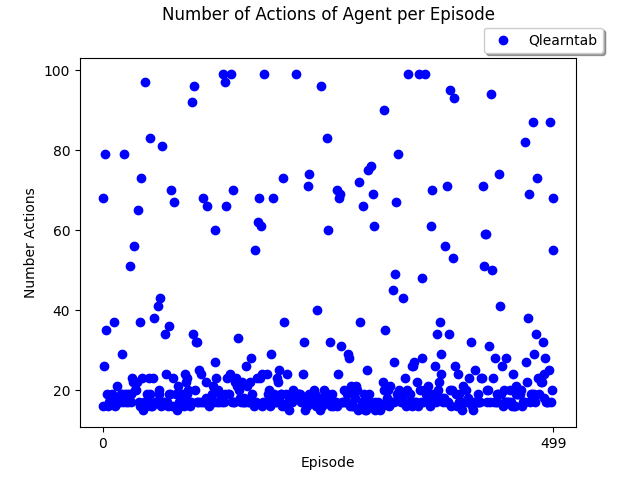 Number of Actions of Agent per Episode
Qlearntab
100
80
60
40
20
Number Actions
0
499
Episode